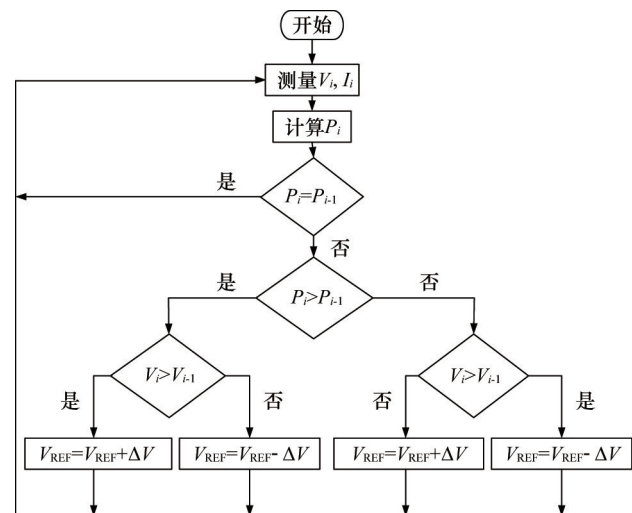 开始
测量Vi, Ii
计算Pi
是
Pi=Pi-1
否
是
Pi>Pi-1
否
Vi>Vi-1
Vi>Vi-1
是
否
否
是
VREF=VREF+ΔV
VREF=VREF- ΔV
VREF=VREF+ΔV
VREF=VREF- ΔV